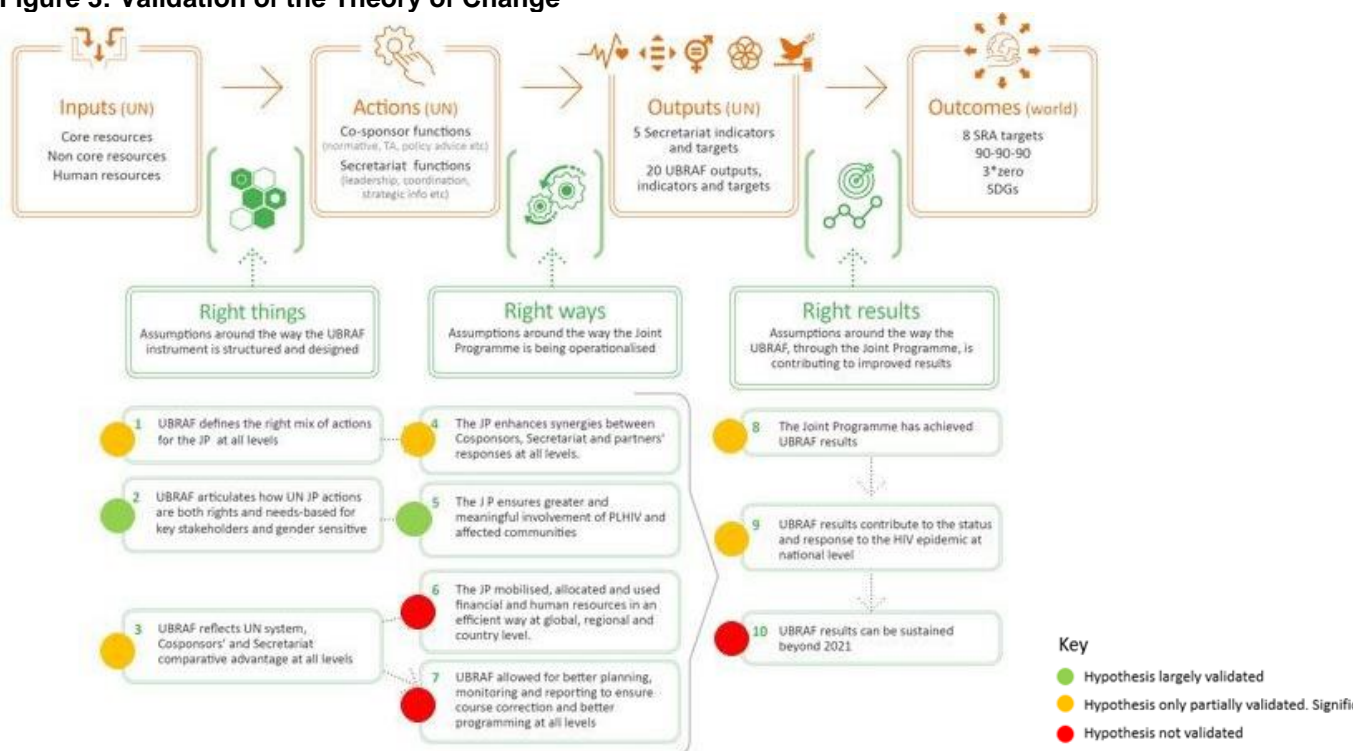 Figure 3: Validation of the Theory of Change
Inputs (UN)
Core resources
Non core resources
Human resources
Actions (UN)
Co-sponsor functions
(normative, TA, policy advice etc)
Secretariat functions
(leadership, coordination,
strategic info etc)
Outputs (UN)
5 Secretariat indicators
and targets
20 UBRAF outputs,
indicators and targets
Outcomes (world)
8 SRA targets
90-90-90
3*zero
SDGs
Right things
Assumptions around the way the UBRAF
instrument is structured and designed
Right ways
Assumptions around the way the Joint
Programme is being operationalised
Right results
Assumptions around the way the
UBRAF, through the Joint Programme, is
contributing to improved results
1 UBRAF defines the right mix of actions
for the JP at all levels
2 UBRAF articulates how UN JP actions
are both rights and needs-based for
key stakeholders and gender sensitive
3 UBRAF reflects UN system,
Cosponsors' and Secretariat
comparative advantage at all levels
4 The JP enhances synergies between
Cosponsors, Secretariat and partners'
responses at all levels.
5 The J P ensures greater and
meaningful involvement of PLHIV and
affected communities
6 The JP mobilised, allocated and used
financial and human resources in an
efficient way at global, regional and
country level.
7 UBRAF allowed for better planning,
monitoring and reporting to ensure
course correction and better
programming at all levels
8 The Joint Programme has achieved
UBRAF results
9 UBRAF results contribute to the status
and response to the HIV epidemic at
national level
10 UBRAF results can be sustained
beyond 2021
Key
Hypothesis largely validated
Hypothesis only partially validated. Signifi
Hypothesis not validated